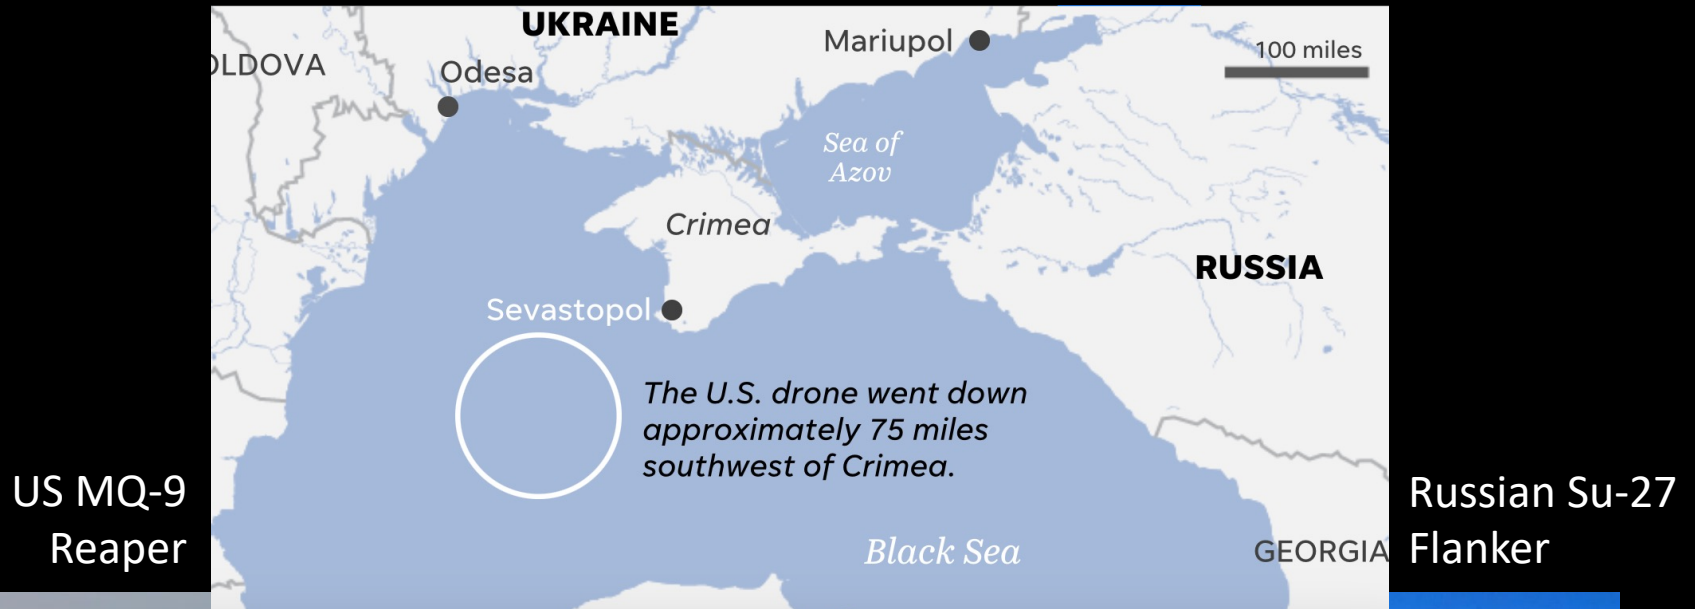 UKRAINE
OLDOVA
Odesa
Mariupol
100 miles
Sea of
Azov
Crimea
RUSSIA
Sevastopol
The U.S. drone went down
approximately 75 miles
southwest of Crimea.
US MQ-9
Reaper
Black Sea
GEORGIA
Russian Su-27
Flanker